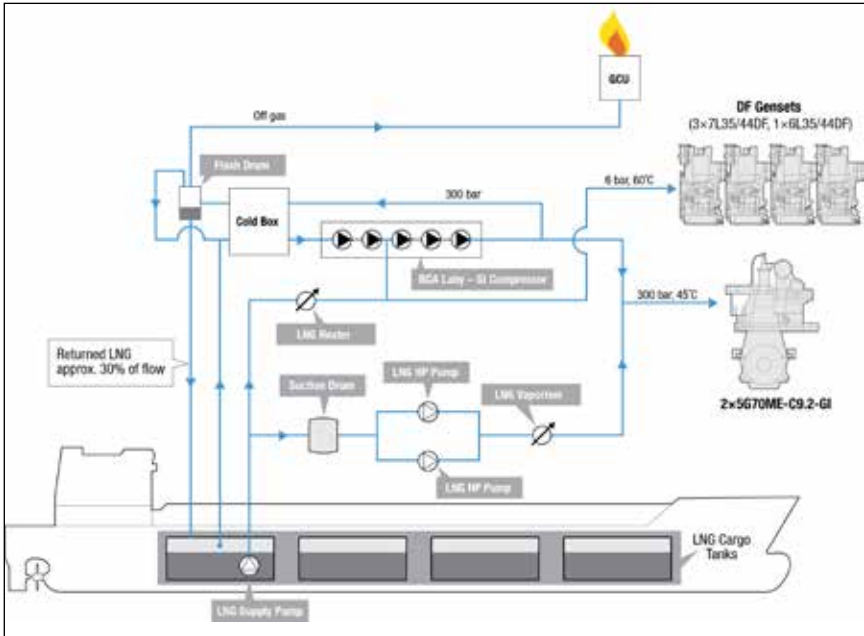 GCU
DF Gensets
(3×7L35/44DF, 1×6L35/44DF)
Off gas
Flash Drum
6 bar, 60°C
300 bar
Cold Box
BCA Laby – GI Compressor
300 bar, 45°C
LNG Heater
Returned LNG
approx. 30% of flow
Suction Drum
LNG HP Pump
LNG Vaporiser
2×5G70ME-C9.2-GI
LNG HP Pump
LNG Cargo
Tanks
LNG Supply Pump